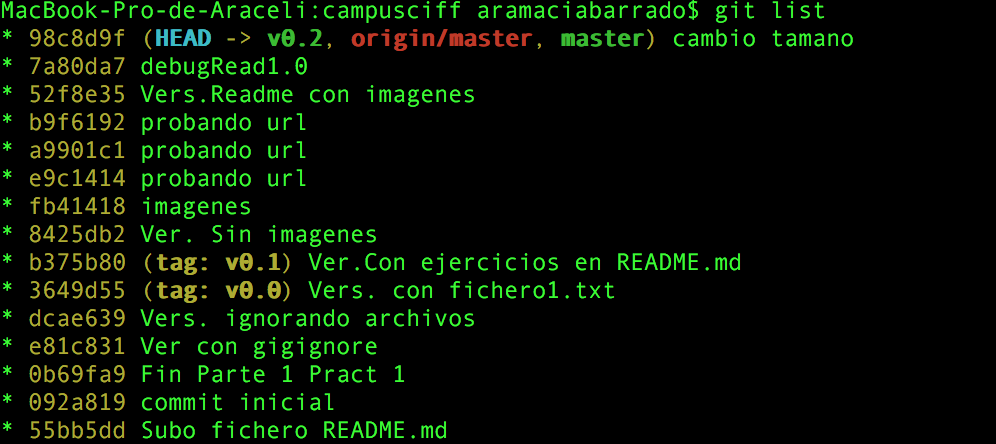 MacBook-Pro-de-Araceli:campusciff aramaciabarrado$ git list
* 98c8d9f (HEAD -> v0.2, origin/master, master) cambio tamano
* 7a80da7 debugRead1.0
* 52f8e35 Vers.Readme con imagenes
* b9f6192 probando url
* a9901c1 probando url
* e9c1414 probando url
* fb41418 imagenes
* 8425db2 Ver. Sin imagenes
* b375b80 (tag: v0.1) Ver.Con ejercicios en README.md
* 3649d55 (tag: v0.0) Vers. con fichero1.txt
* dcae639 Vers. ignorando archivos
* e81c831 Ver con gigignore
* 0b69fa9 Fin Parte 1 Pract 1
* 092a819 commit inicial
* 55bb5dd Subo fichero README.md